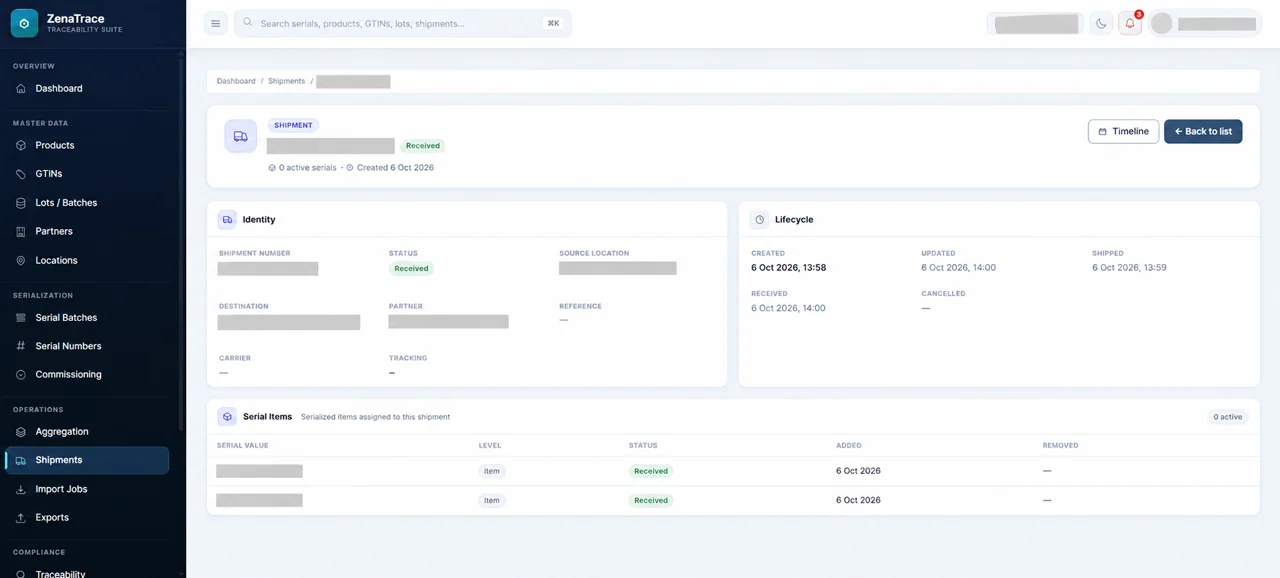 ZenaTrace
TRACEABILITY SUITE
OVERVIEW
Dashboard
MASTER DATA
Products
GTINs
Lots / Batches
Partners
Locations
SERIALIZATION
Serial Batches
Serial Numbers
Commissioning
OPERATIONS
Aggregation
Shipments
Import Jobs
Exports
COMPLIANCE
Traceability
Search serials, products, GTINs, lots, shipments... ⌘K
3
Dashboard / Shipments /
SHIPMENT
Received
0 active serials · Created 6 Oct 2026
Timeline
← Back to list
Identity
SHIPMENT NUMBER STATUS SOURCE LOCATION
Received
DESTINATION PARTNER REFERENCE
—
CARRIER TRACKING
— –
Lifecycle
CREATED UPDATED SHIPPED
6 Oct 2026, 13:58 6 Oct 2026, 14:00 6 Oct 2026, 13:59
RECEIVED CANCELLED
6 Oct 2026, 14:00 —
Serial Items Serialized items assigned to this shipment 0 active
SERIAL VALUE LEVEL STATUS ADDED REMOVED
Item Received 6 Oct 2026 —
Item Received 6 Oct 2026 —